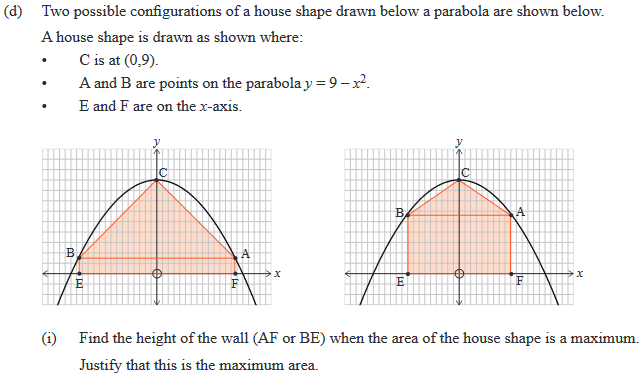 (d) Two possible configurations of a house shape drawn below a parabola are shown below.
A house shape is drawn as shown where:
• C is at (0,9).
• A and B are points on the parabola y = 9 – x².
• E and F are on the x-axis.
y
C
B
A
E
F
x
y
C
B
A
E
F
x
(i) Find the height of the wall (AF or BE) when the area of the house shape is a maximum.
Justify that this is the maximum area.